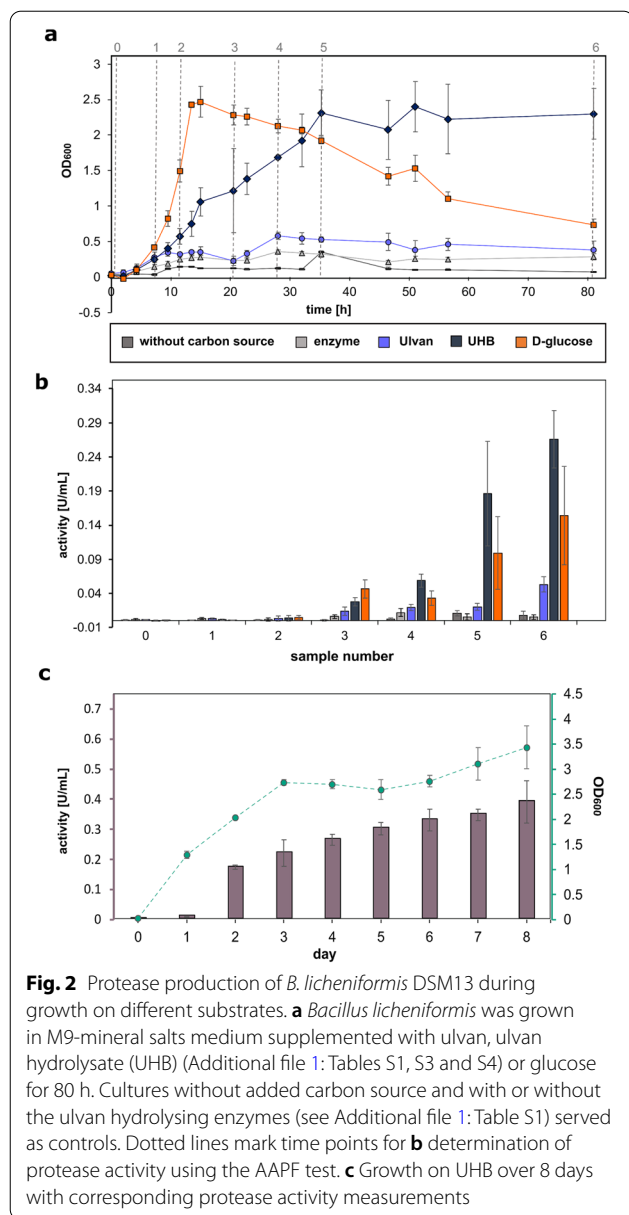 a
0 1 2 3 4 5 6
3
2.5
2
1.5
1
0.5
0
-0.5
OD600
0 10 20 30 40 50 60 70 80
time [h]
without carbon source enzyme Ulvan UHB D-glucose
b
0.34
0.29
0.24
0.19
0.14
0.09
0.04
-0.01
activity [U/mL]
0 1 2 3 4 5 6
sample number
c
0.7
0.6
0.5
0.4
0.3
0.2
0.1
0
activity [U/mL]
4.5
4
3.5
3
2.5
2
1.5
1
0.5
0
OD600
0 1 2 3 4 5 6 7 8
day
Fig. 2 Protease production of B. licheniformis DSM13 during
growth on different substrates. a Bacillus licheniformis was grown
in M9-mineral salts medium supplemented with ulvan, ulvan
hydrolysate (UHB) (Additional file 1: Tables S1, S3 and S4) or glucose
for 80 h. Cultures without added carbon source and with or without
the ulvan hydrolysing enzymes (see Additional file 1: Table S1) served
as controls. Dotted lines mark time points for b determination of
protease activity using the AAPF test. c Growth on UHB over 8 days
with corresponding protease activity measurements